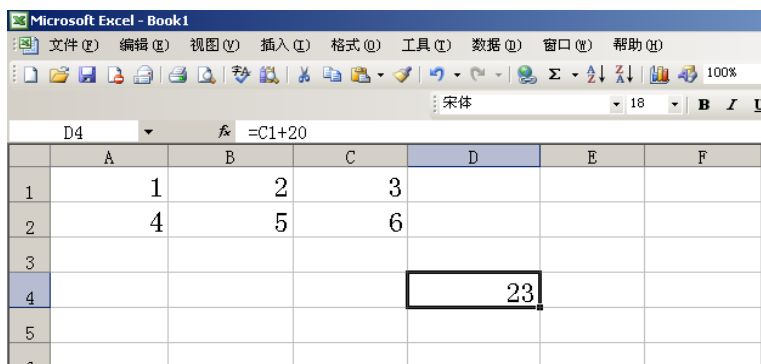 Microsoft Excel - Book1
文件(F) 编辑(E) 视图(V) 插入(I) 格式(O) 工具(T) 数据(D) 窗口(W) 帮助(H)
Σ 100%
宋体 18 B I U
D4 fx =C1+20
A B C D E F
1 1 2 3
2 4 5 6
3
4 23
5